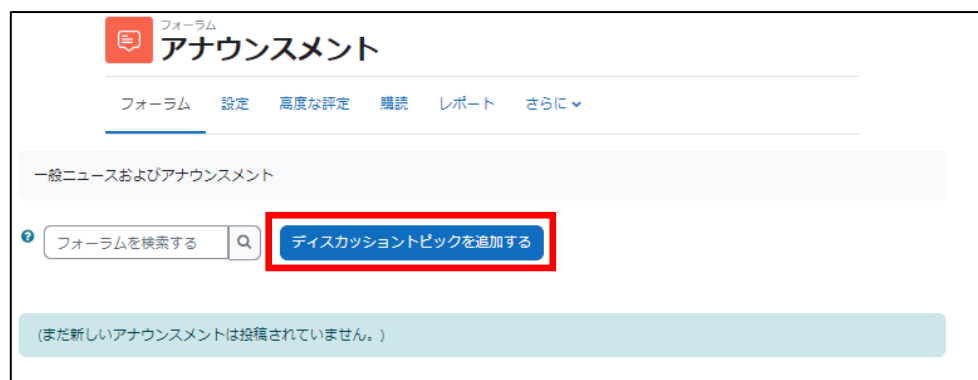 フォーラム
アナウンスメント
フォーラム 設定 高度な評定 購読 レポート さらに
一般ニュースおよびアナウンスメント
フォーラムを検索する ディスカッショントピックを追加する
(まだ新しいアナウンスメントは投稿されていません。)